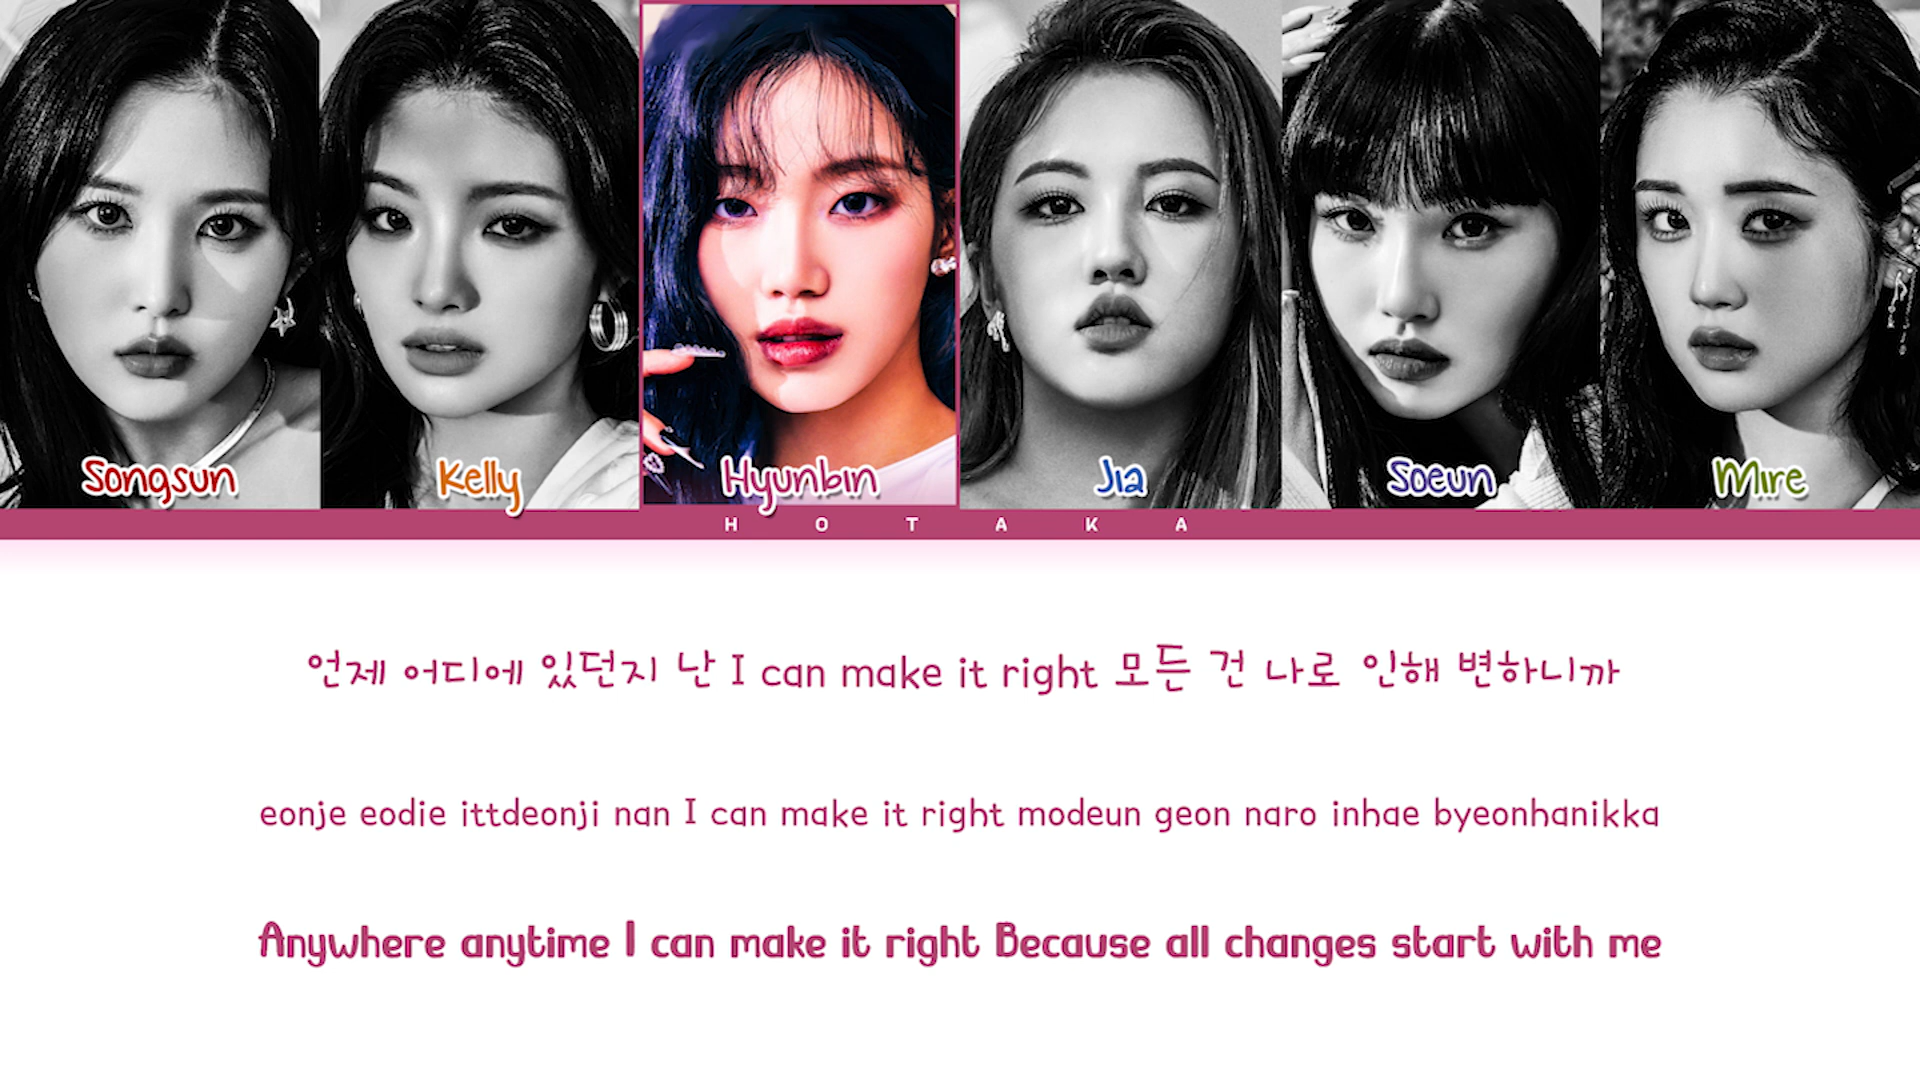 Songsun Kelly Hyunbin Jia Soeun Mire
HOTAKA
언제 어디에 있던지 난 I can make it right 모든 건 나로 인해 변하니까
eonje eodie ittdeonji nan I can make it right modeun geon naro inhae byeonhanikka
Anywhere anytime I can make it right Because all changes start with me